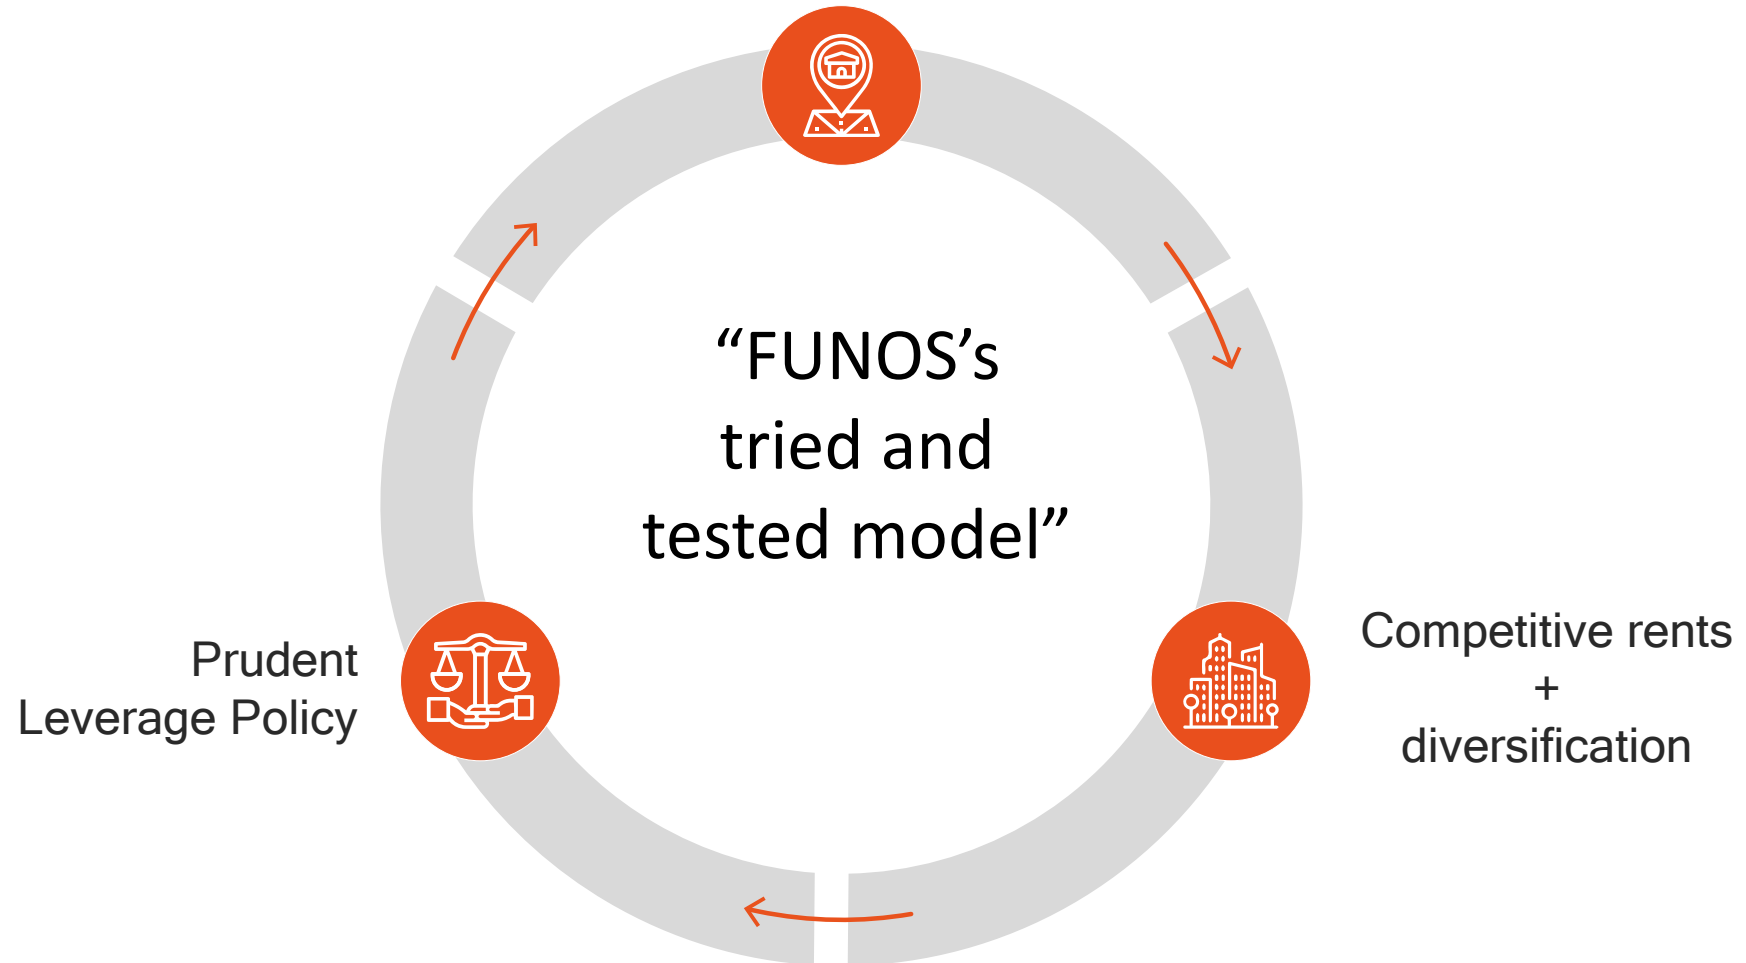 “FUNOS’s
tried and
tested model”
Prudent
Leverage Policy
Competitive rents
+
diversification